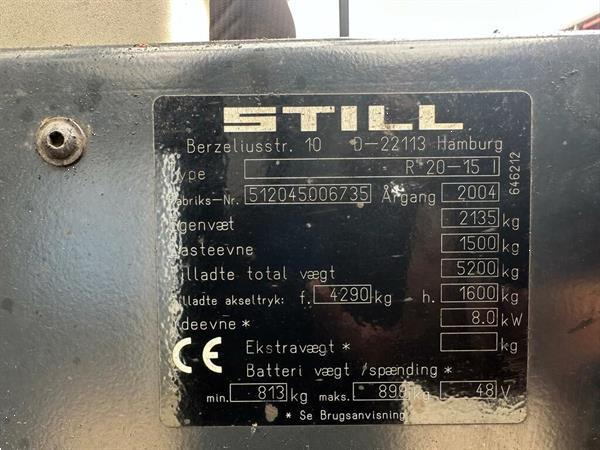 STILL
Berzeliusstr. 10 D-22113 Hamburg
ype R 20-15 I
abriks-Nr. 512045006735 Årgang 2004
genvæt 2135 kg
asteevne 1500 kg
illadte total vægt 5200 kg
illadte akseltryk: f. 4290 kg h. 1600 kg
deevne * 8.0 kW
CE Ekstravægt * kg
Batteri vægt /spænding *
min. 813 kg maks. 898 kg 48 V
* Se Brugsanvisning
646212